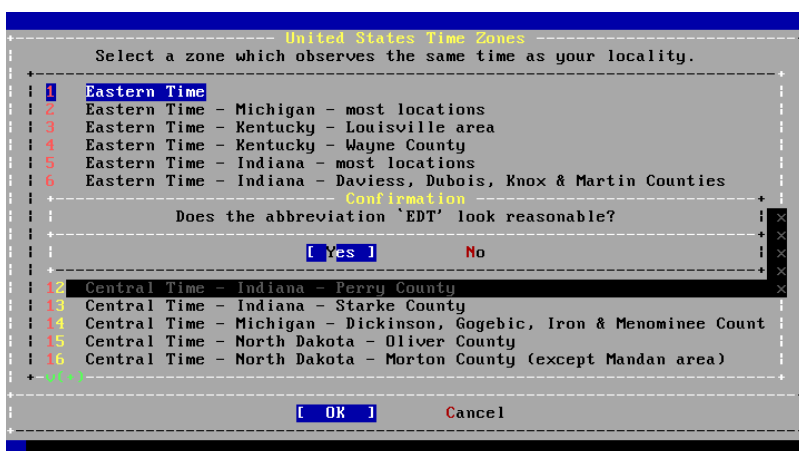 United States Time Zones
Select a zone which observes the same time as your locality.
1 Eastern Time
2 Eastern Time - Michigan - most locations
3 Eastern Time - Kentucky - Louisville area
4 Eastern Time - Kentucky - Wayne County
5 Eastern Time - Indiana - most locations
6 Eastern Time - Indiana - Daviess, Dubois, Knox & Martin Counties
Confirmation
Does the abbreviation `EDT' look reasonable?
[ Yes ] No
12 Central Time - Indiana - Perry County
13 Central Time - Indiana - Starke County
14 Central Time - Michigan - Dickinson, Gogebic, Iron & Menominee Count
15 Central Time - North Dakota - Oliver County
16 Central Time - North Dakota - Morton County (except Mandan area)
v(+)
[ OK ] Cancel